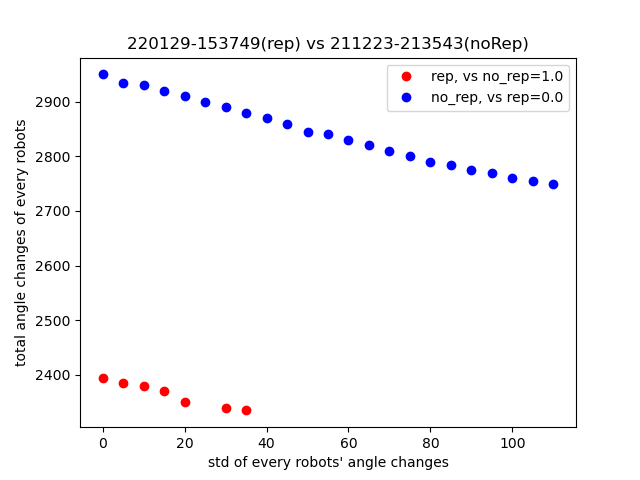 220129-153749(rep) vs 211223-213543(noRep)
rep, vs no_rep=1.0
no_rep, vs rep=0.0
total angle changes of every robots
2900
2800
2700
2600
2500
2400
0 20 40 60 80 100
std of every robots' angle changes